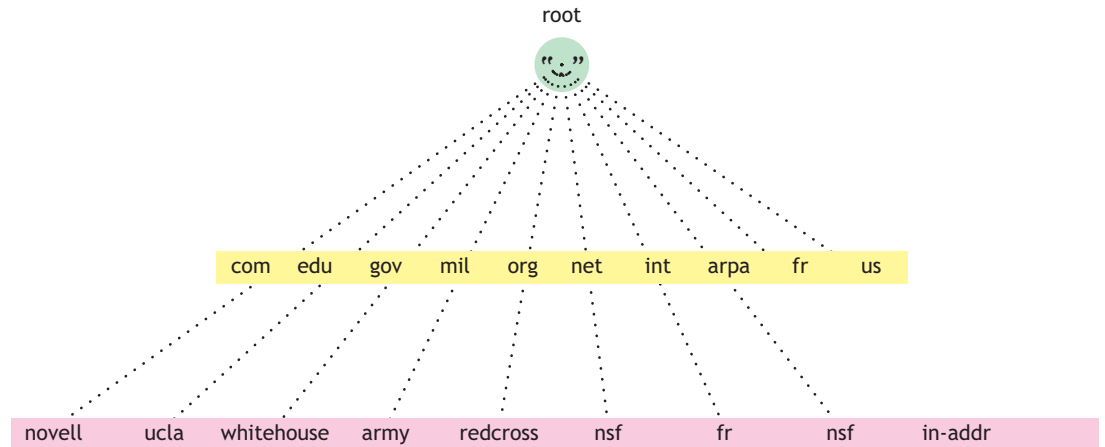 root
“ . ”
com edu gov mil org net int arpa fr us
novell ucla whitehouse army redcross nsf fr nsf in-addr